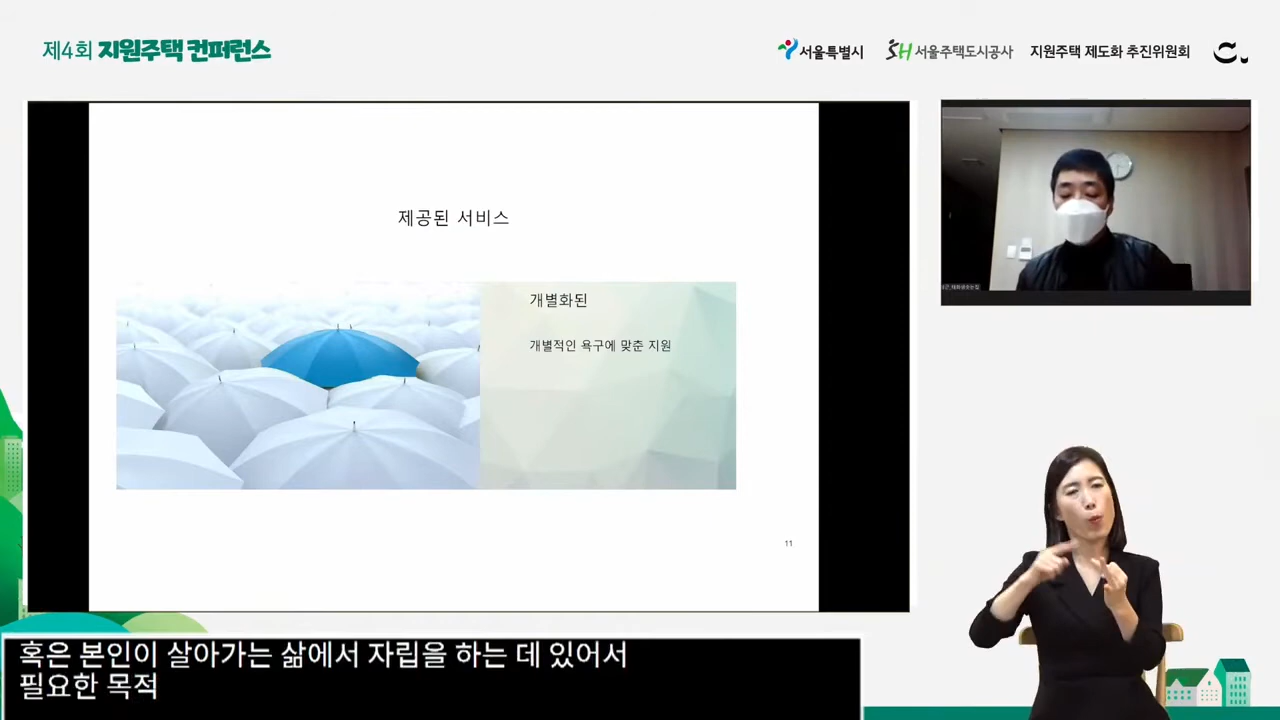 제4회 지원주택 컨퍼런스
서울특별시
SH 서울주택도시공사
지원주택 제도화 추진위원회
제공된 서비스
개별화된
개별적인 욕구에 맞춘 지원
11
혹은 본인이 살아가는 삶에서 자립을 하는 데 있어서
필요한 목적